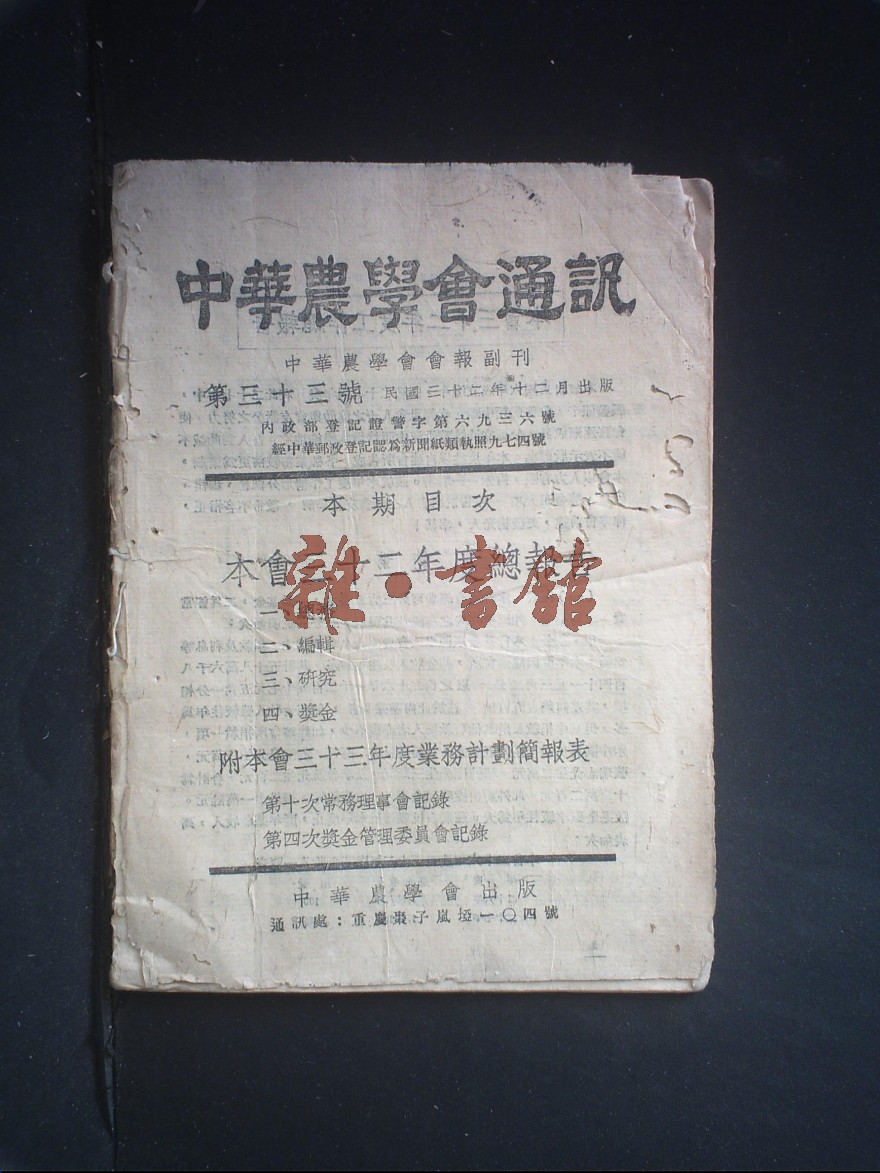 中華農學會通訊
中華農學會會報副刊
第三十三號 民國三十二年十二月出版
內政部登記證警字第六九三六號
經中華郵政登記認為新聞紙類執照九七四號
本期目次
本會三十二年度總報告
雜·書館
二、編輯
三、研究
四、獎金
附本會三十三年度業務計劃簡報表
第十次常務理事會記錄
第四次獎金管理委員會記錄
中華農學會出版
通訊處：重慶棗子嵐埡一〇四號